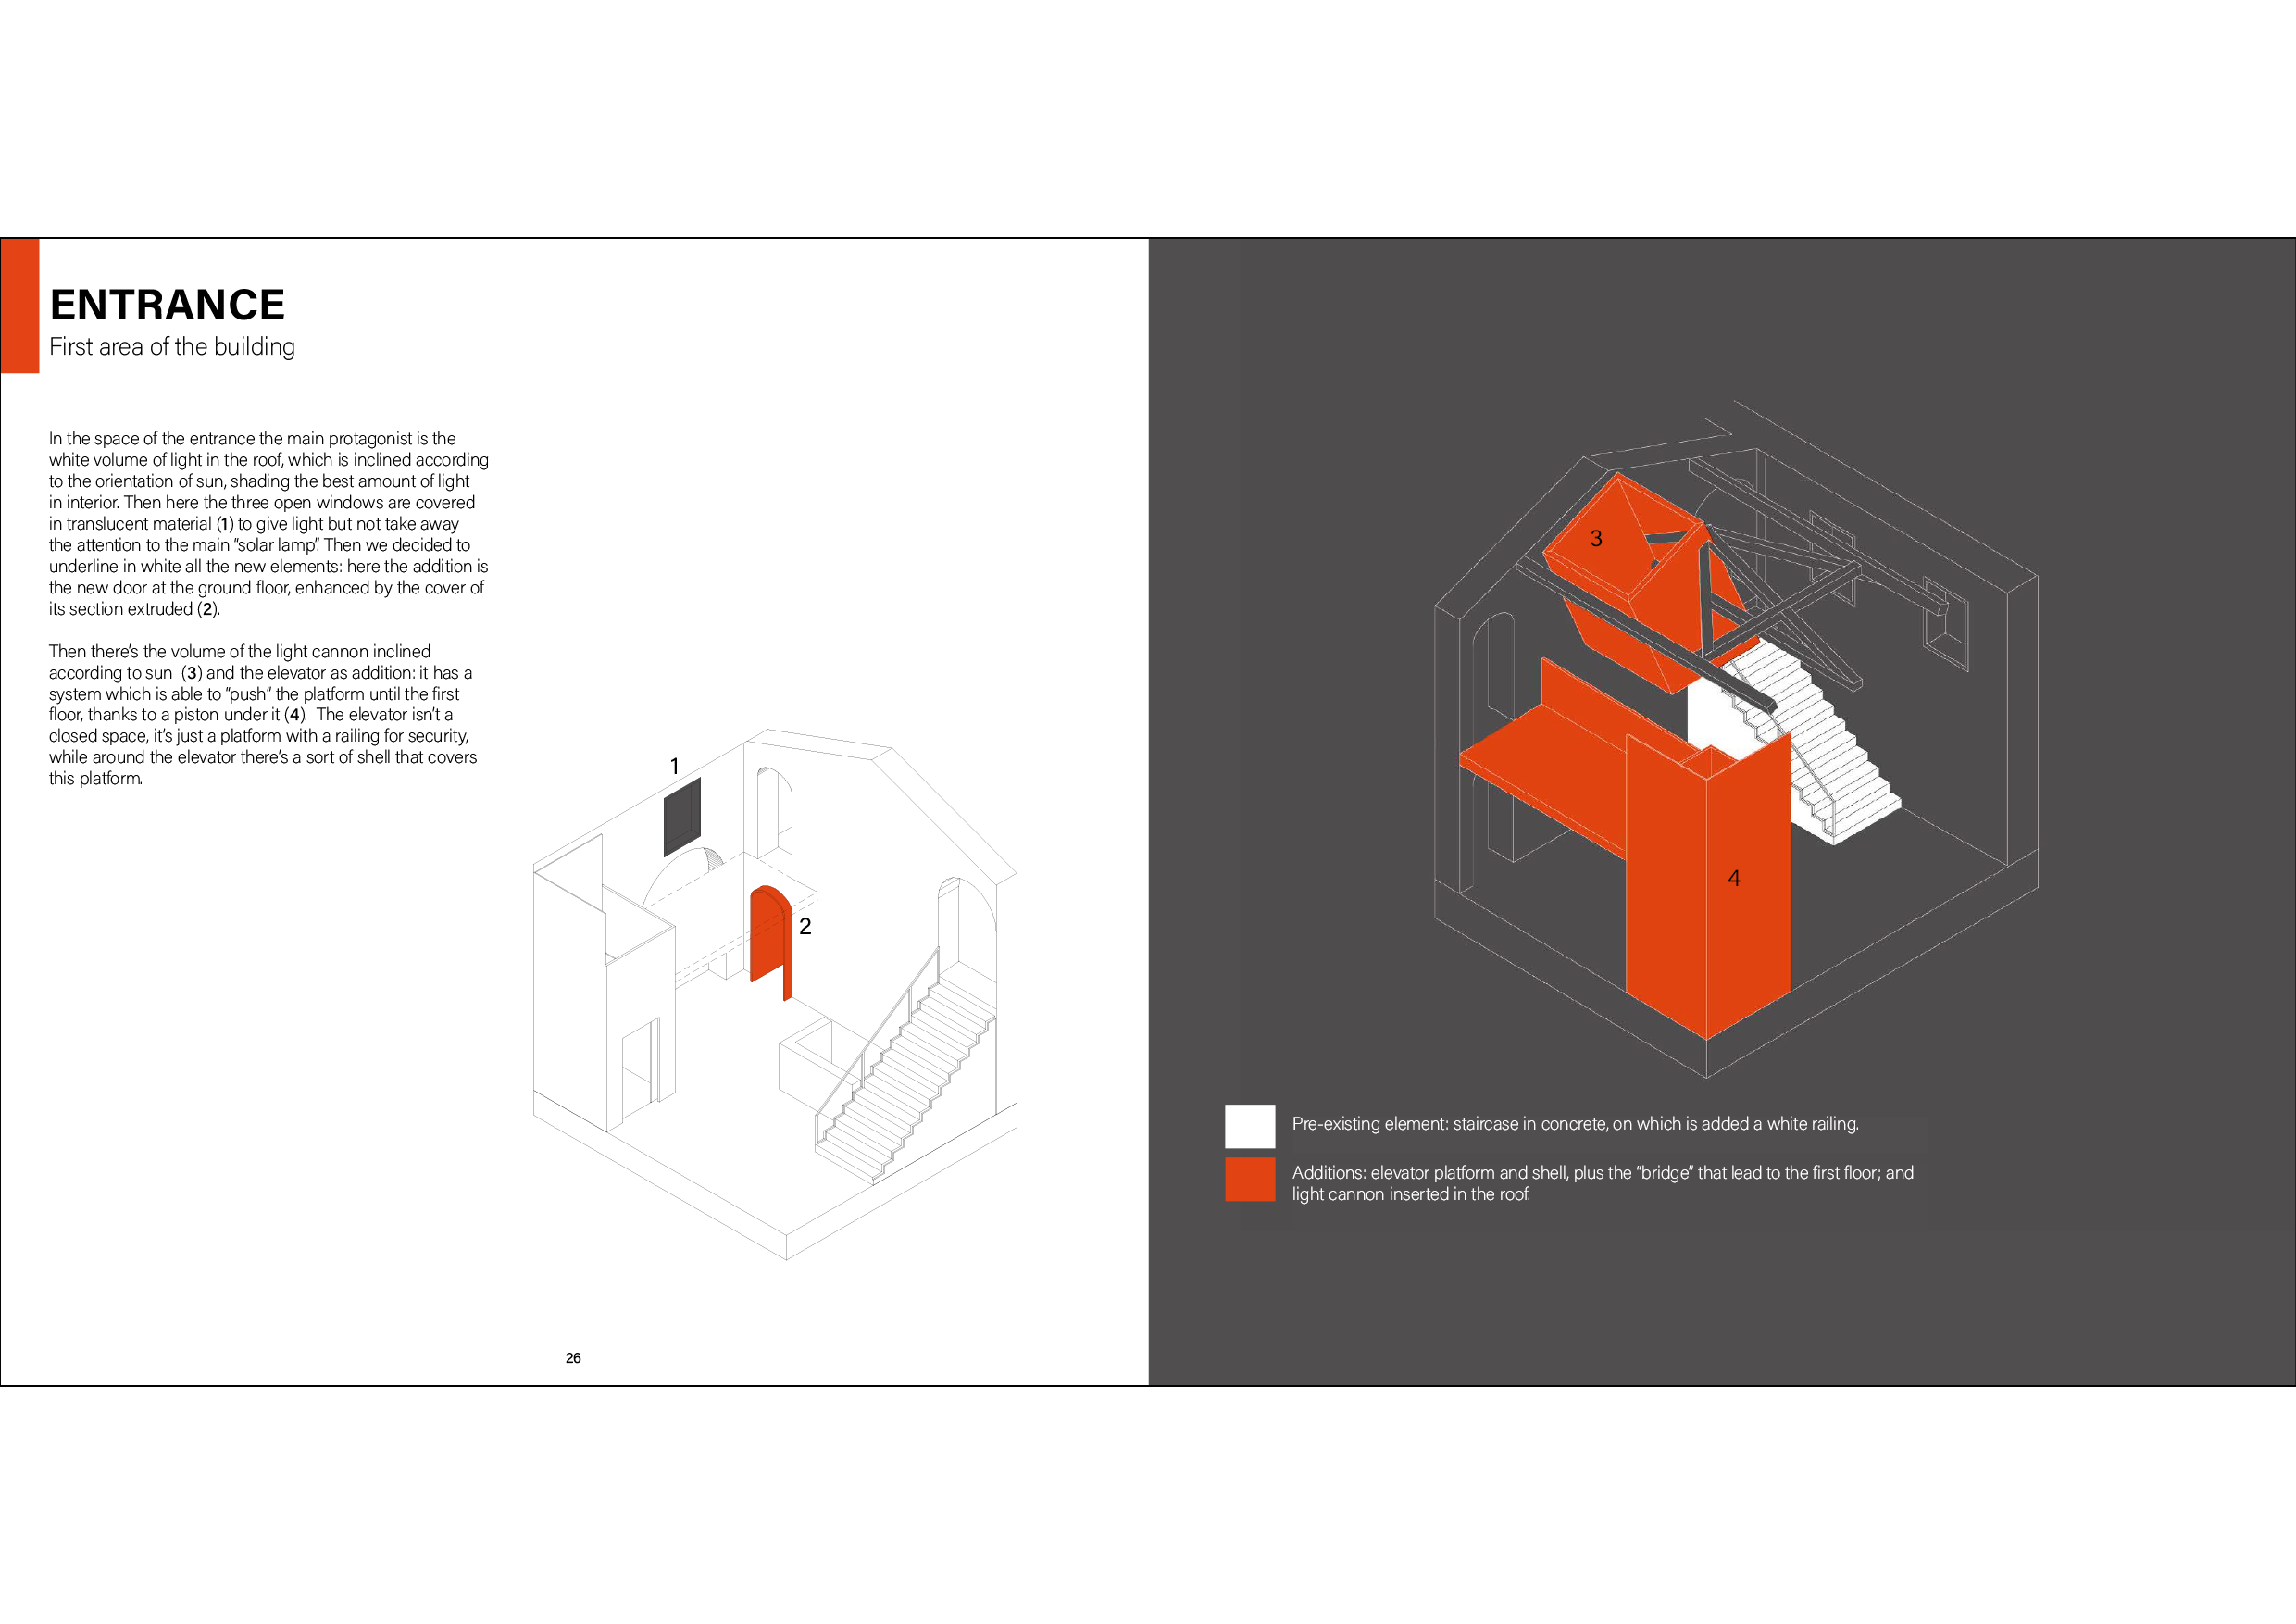 ENTRANCE
First area of the building
In the space of the entrance the main protagonist is the
white volume of light in the roof, which is inclined according
to the orientation of sun, shading the best amount of light
in interior. Then here the three open windows are covered
in translucent material (1) to give light but not take away
the attention to the main "solar lamp". Then we decided to
underline in white all the new elements: here the addition is
the new door at the ground floor, enhanced by the cover of
its section extruded (2).
Then there's the volume of the light cannon inclined
according to sun  (3) and the elevator as addition: it has a
system which is able to "push" the platform until the first
floor, thanks to a piston under it (4).  The elevator isn't a
closed space, it's just a platform with a railing for security,
while around the elevator there's a sort of shell that covers
this platform.
1
2
26
3
4
Pre-existing element: staircase in concrete, on which is added a white railing.
Additions: elevator platform and shell, plus the "bridge" that lead to the first floor; and
light cannon inserted in the roof.